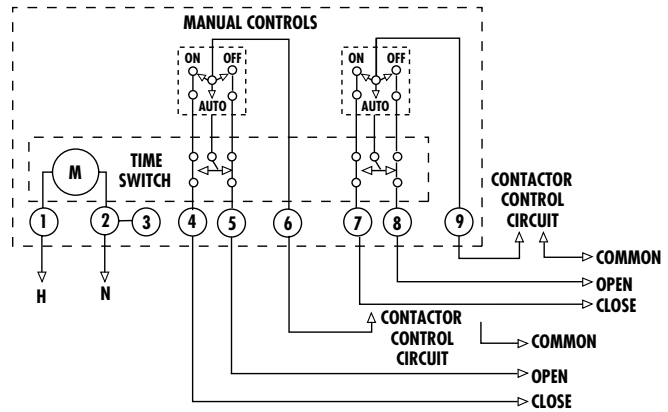 MANUAL CONTROLS
ON OFF
AUTO
ON OFF
AUTO
M
TIME
SWITCH
1 2 3 4 5 6 7 8 9
H
N
CONTACTOR
CONTROL
CIRCUIT
COMMON
OPEN
CLOSE
CONTACTOR
CONTROL
CIRCUIT
COMMON
OPEN
CLOSE